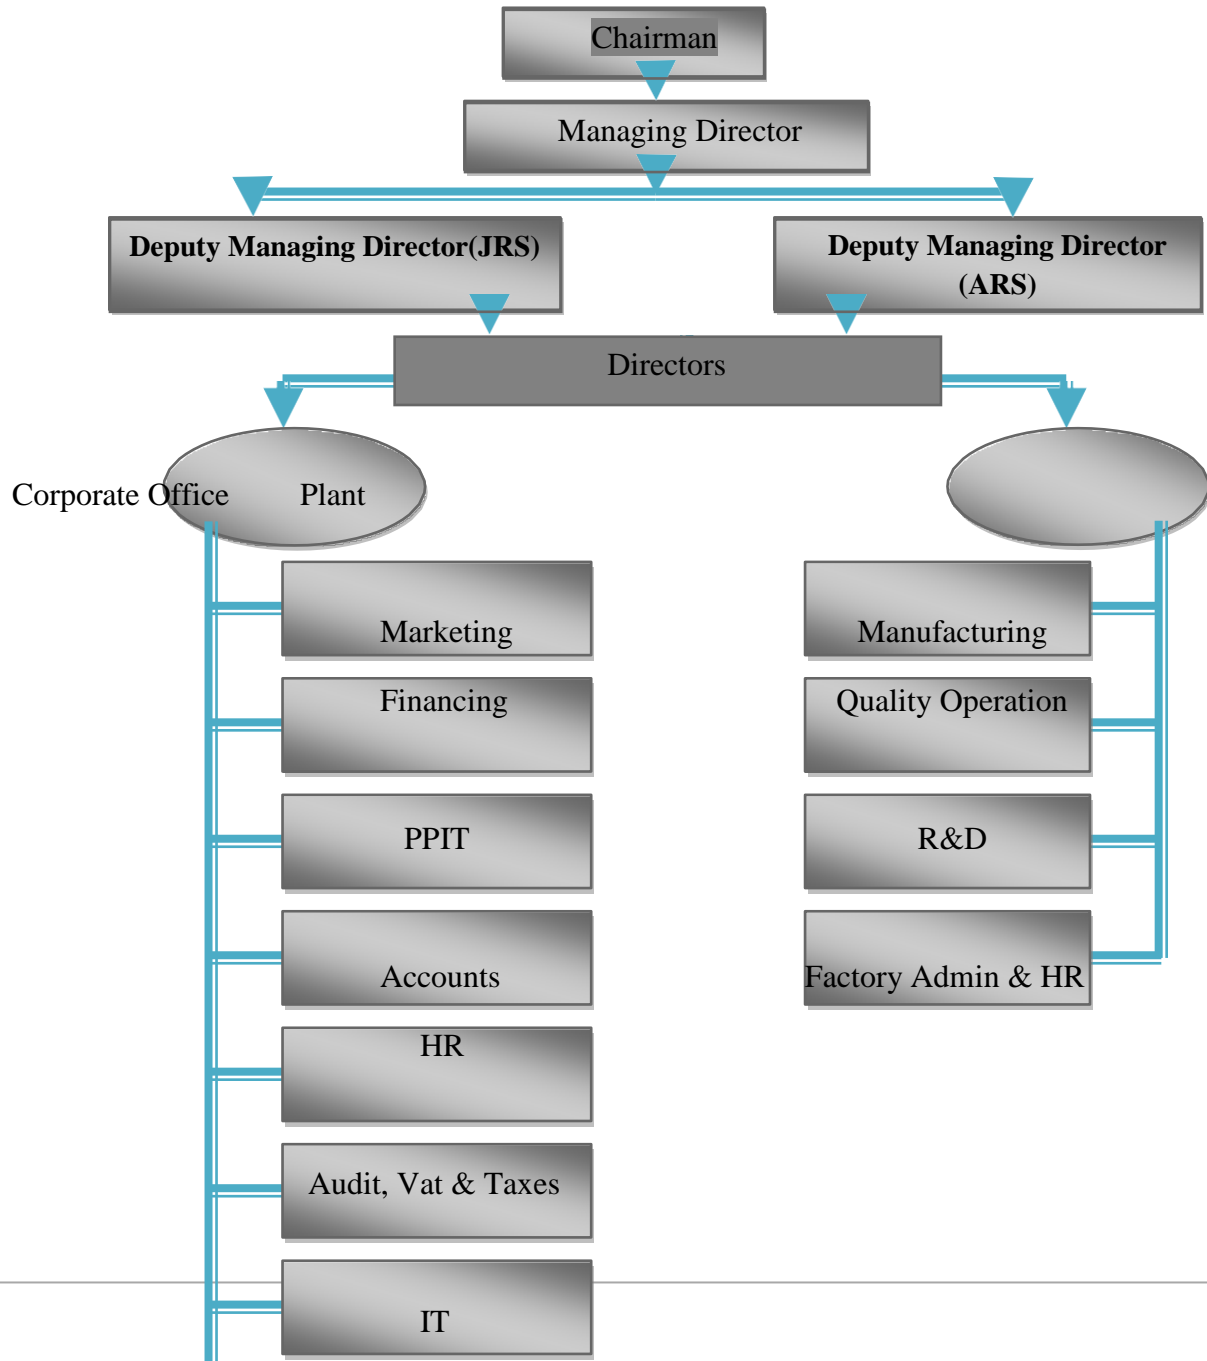 Chairman
Managing Director
Deputy Managing Director(JRS)
Deputy Managing Director
(ARS)
Directors
Corporate Office Plant
Marketing
Manufacturing
Financing
Quality Operation
PPIT
R&D
Accounts
Factory Admin & HR
HR
Audit, Vat & Taxes
IT